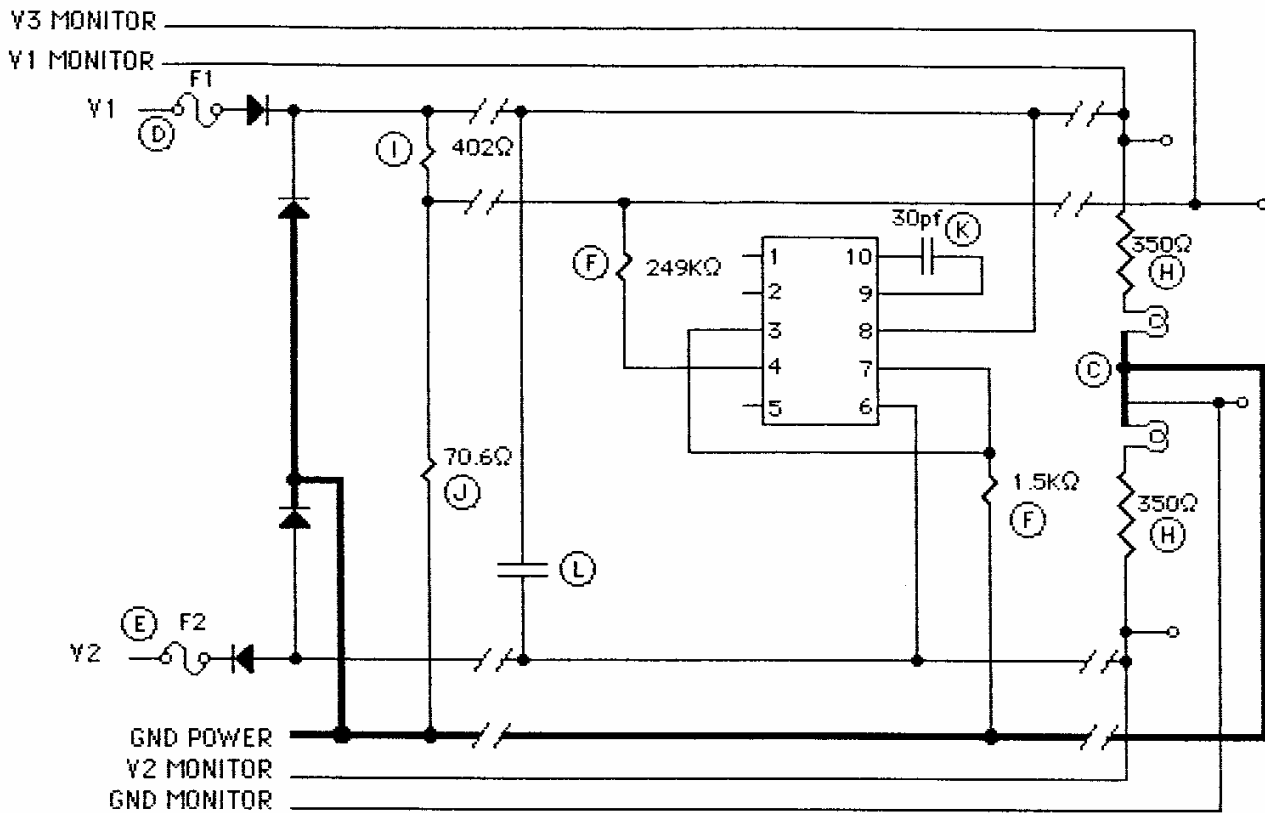 V3 MONITOR
V1 MONITOR
F1
V1
D
I
402Ω
30pf
K
F
249KΩ
1
2
3
4
5
10
9
8
7
6
350Ω
H
C
70.6Ω
J
1.5KΩ
F
350Ω
H
L
E
F2
V2
GND POWER
V2 MONITOR
GND MONITOR